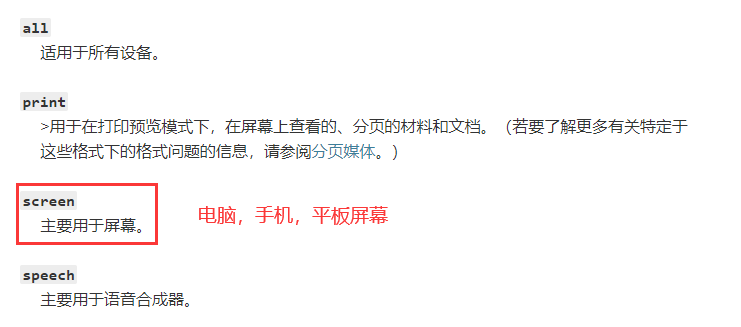 all
适用于所有设备。
print
>用于在打印预览模式下，在屏幕上查看的、分页的材料和文档。（若要了解更多有关特定于
这些格式下的格式问题的信息，请参阅分页媒体。）
screen
主要用于屏幕。
电脑，手机，平板屏幕
speech
主要用于语音合成器。